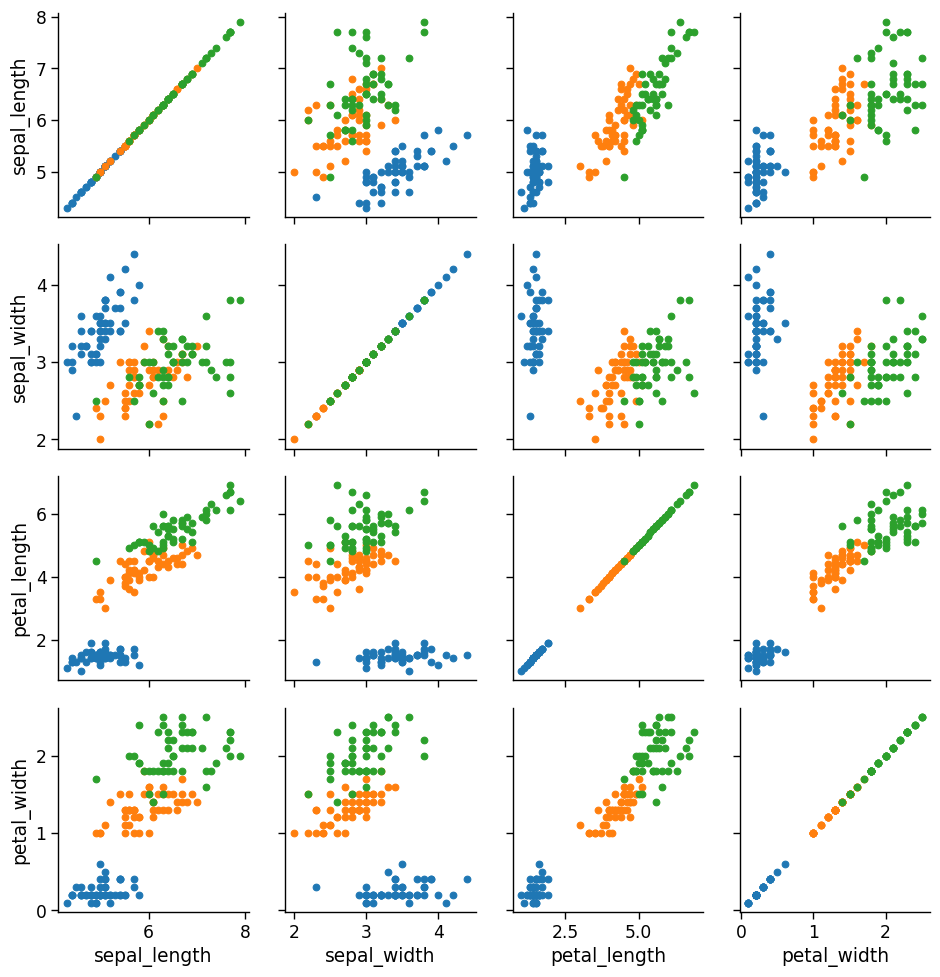 8
7
6
5
sepal_length
4
3
2
sepal_width
6
4
2
petal_length
2
1
0
petal_width
6 8
2 3 4
2.5 5.0
0 1 2
sepal_length
sepal_width
petal_length
petal_width